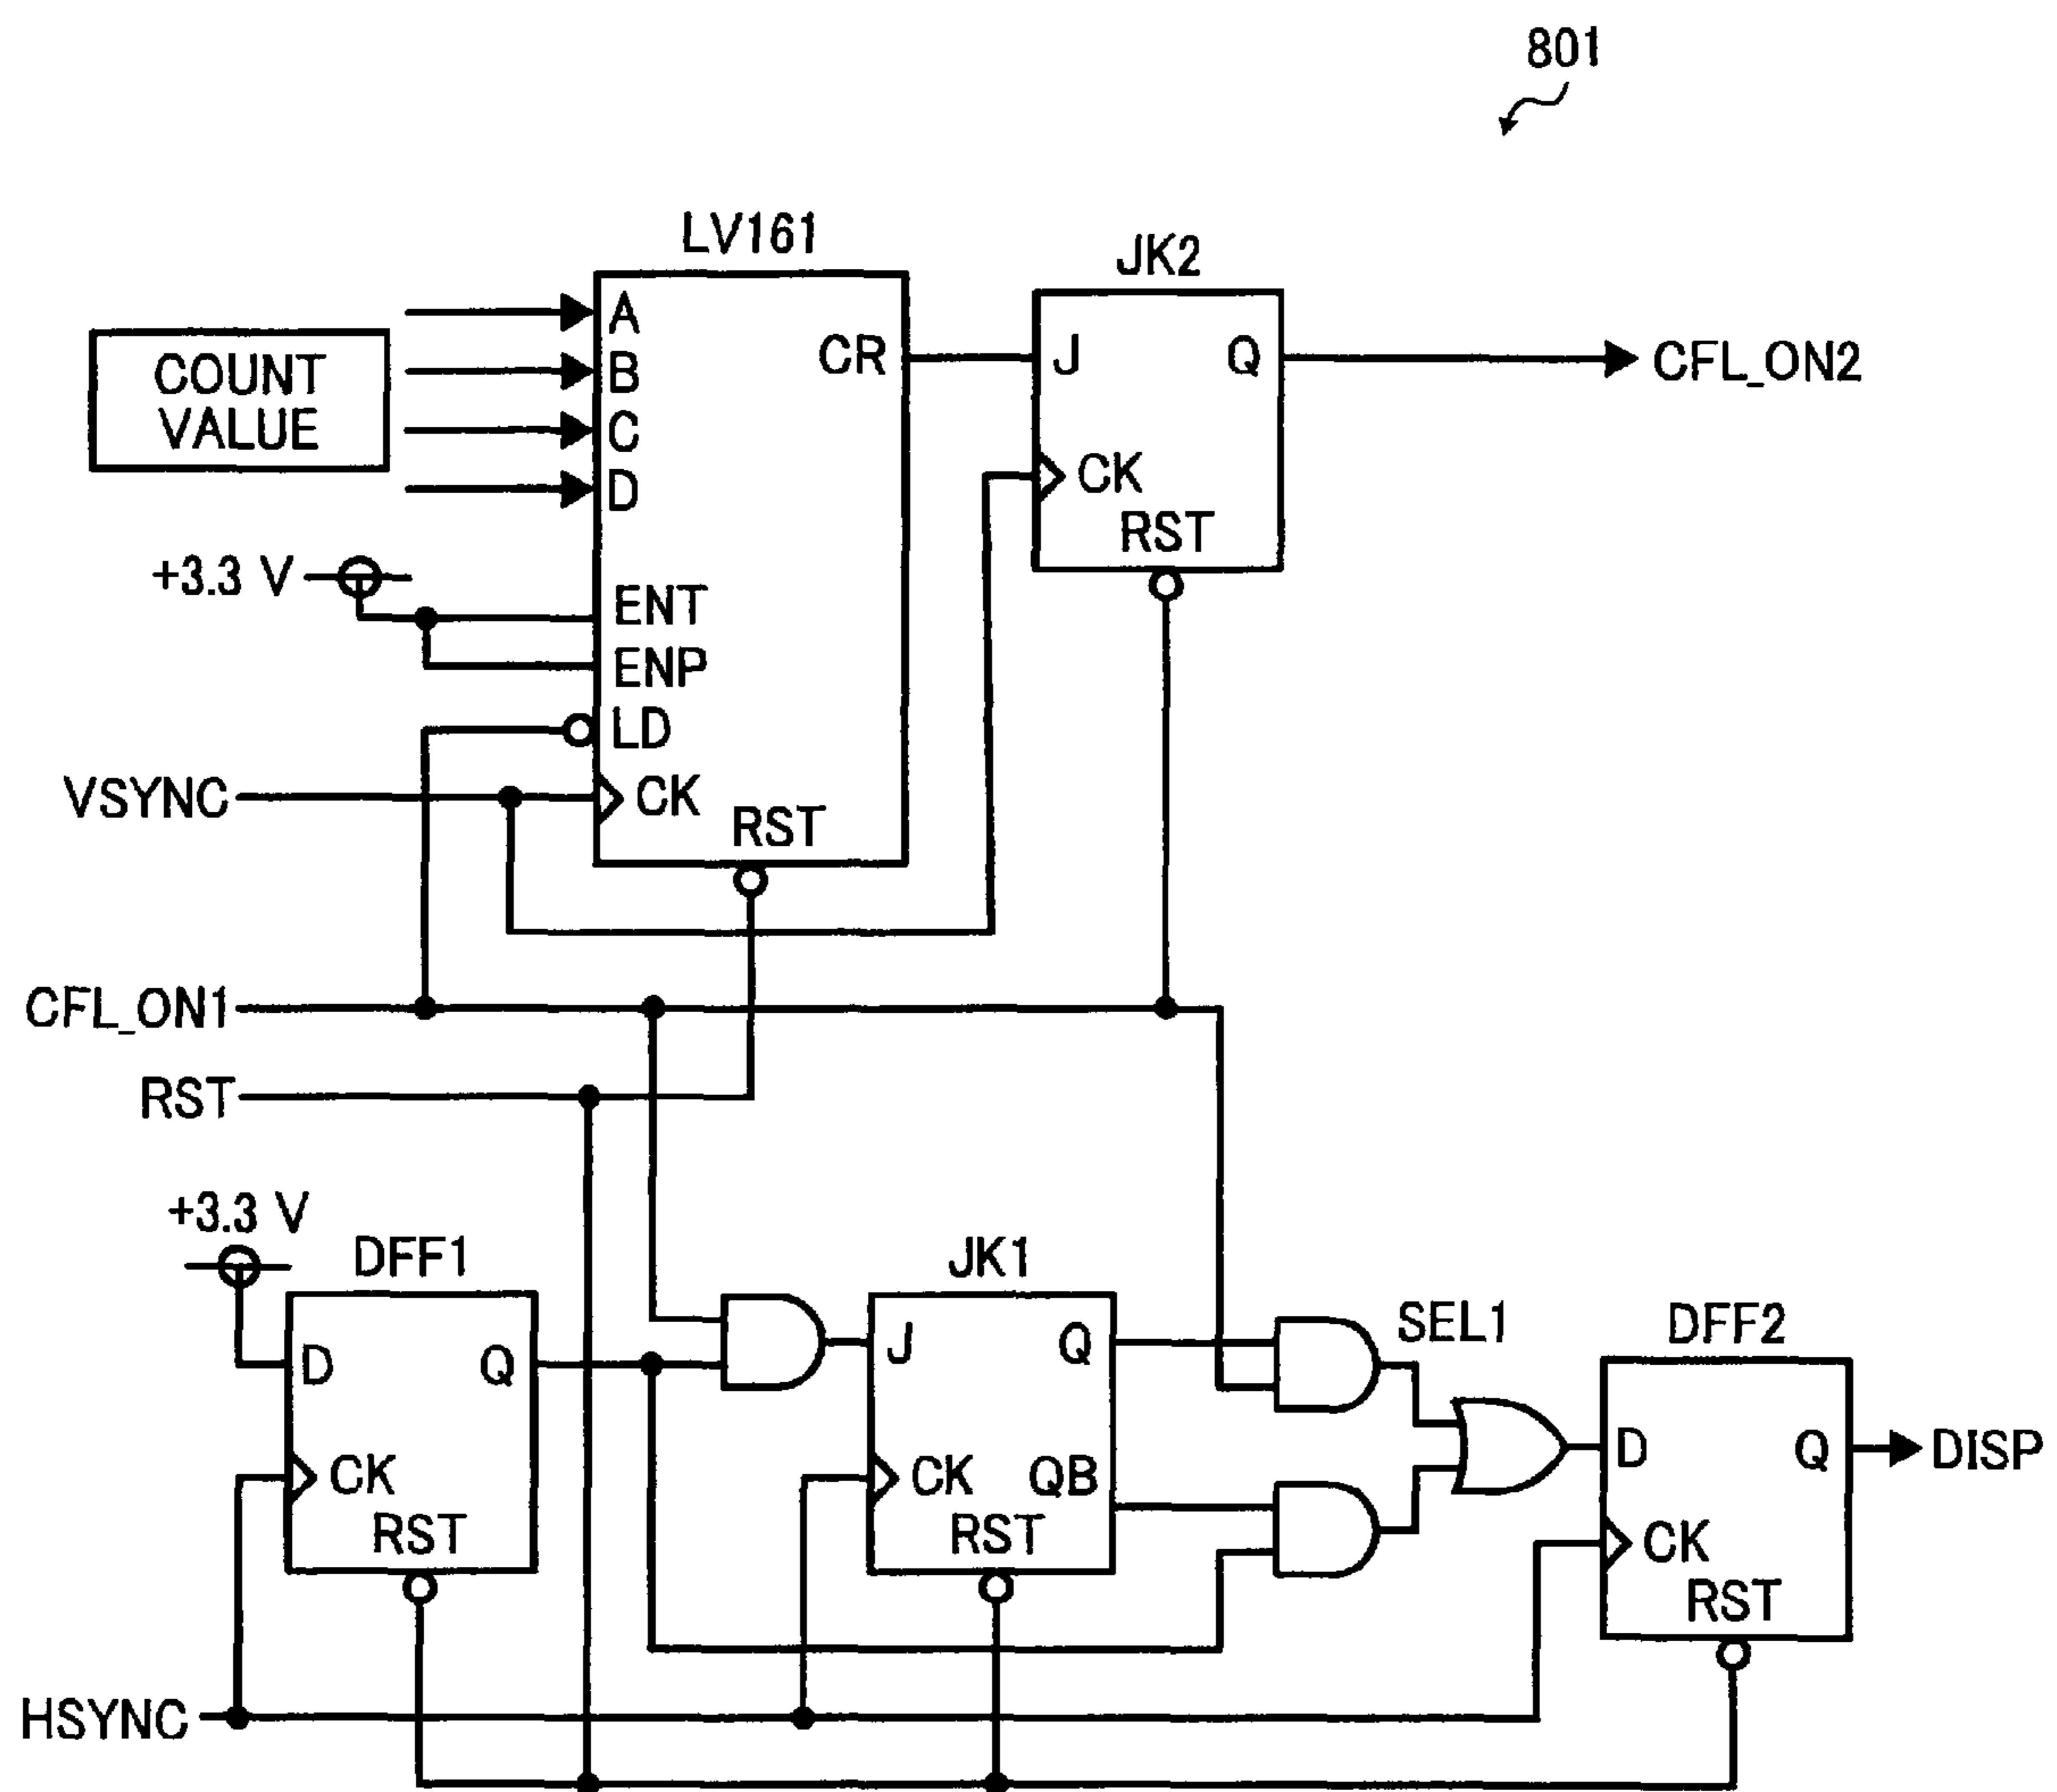 801
LV161
JK2
COUNT
VALUE
A
B
C
D
CR
J
Q
CFL_ON2
CK
RST
+3.3 V
ENT
ENP
LD
VSYNC
CK
RST
CFL_ON1
RST
+3.3 V
DFF1
JK1
SEL1
DFF2
D
Q
J
Q
D
Q
DISP
CK
RST
CK
QB
RST
CK
RST
HSYNC